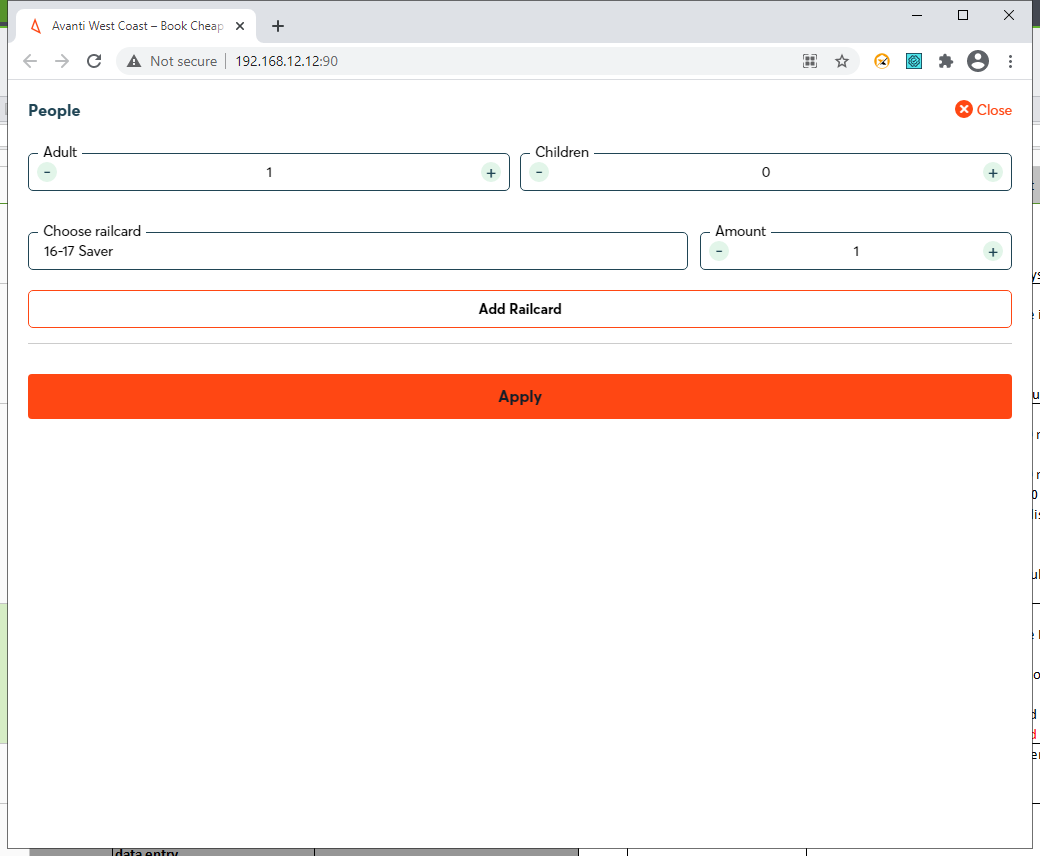 Avanti West Coast – Book Cheap
Not secure 192.168.12.12:90
People
Close
Adult
Children
- 1 +
- 0 +
Choose railcard
Amount
16-17 Saver
- 1 +
Add Railcard
Apply
data entry